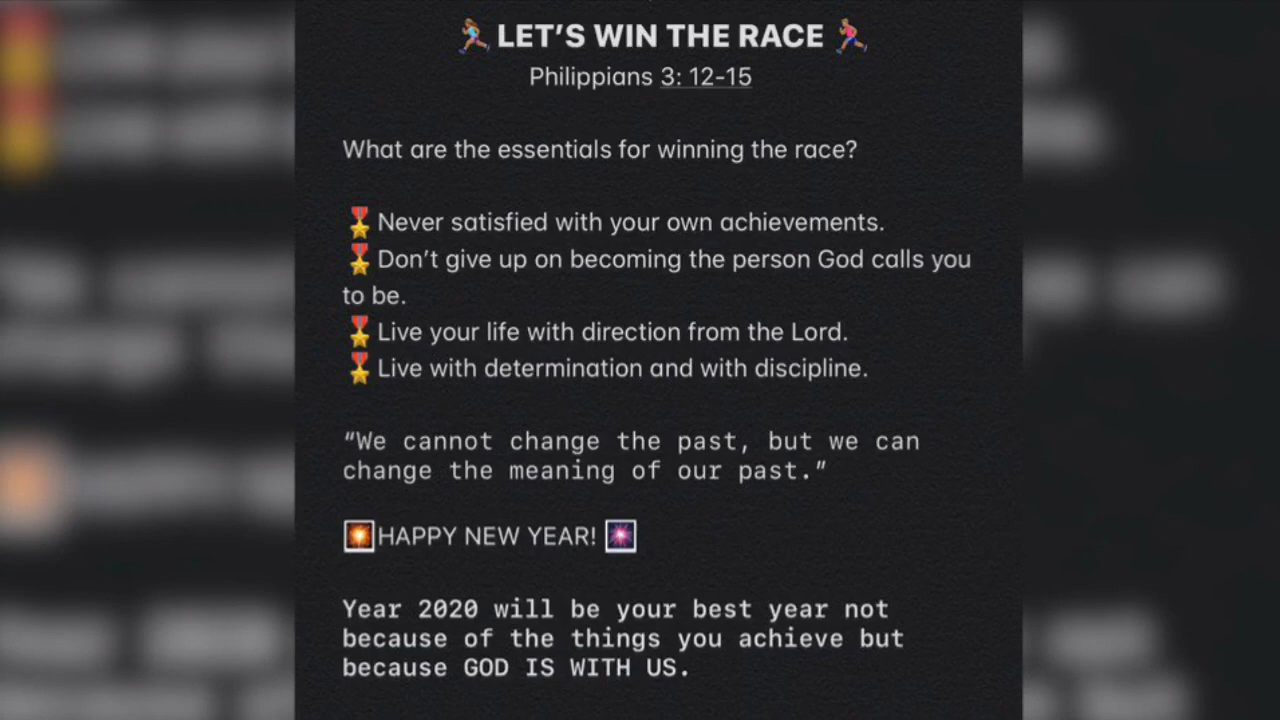 🏃🏽‍♀️LET’S WIN THE RACE🏃🏽
Philippians 3: 12-15
What are the essentials for winning the race?
🎖Never satisfied with your own achievements.
🎖Don’t give up on becoming the person God calls you
to be.
🎖Live your life with direction from the Lord.
🎖Live with determination and with discipline.
“We cannot change the past, but we can
change the meaning of our past.”
🎇HAPPY NEW YEAR! 🎆
Year 2020 will be your best year not
because of the things you achieve but
because GOD IS WITH US.